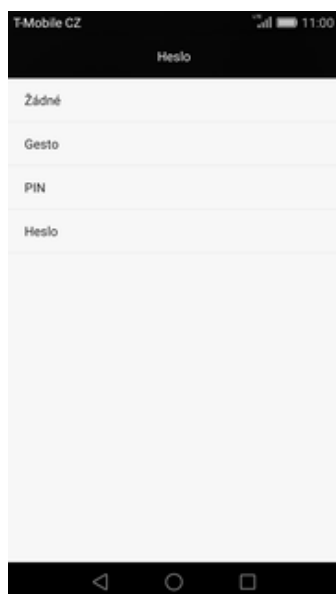 T-Mobile CZ 11:00
Heslo
Žádné
Gesto
PIN
Heslo